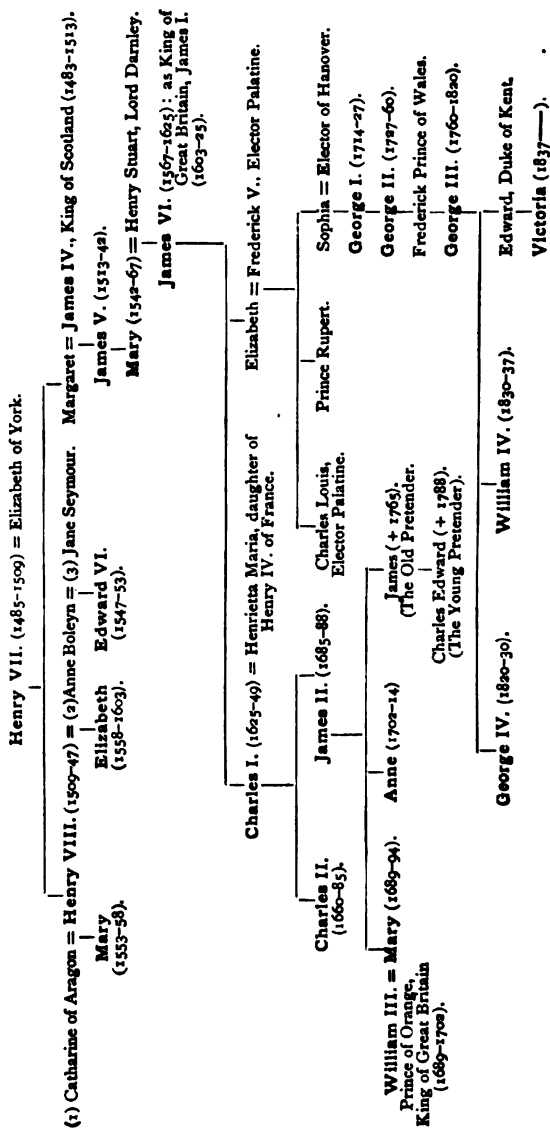 Henry VII. (1485-1509) = Elizabeth of York.
(1) Catharine of Aragon = Henry VIII. (1509-47) = (2) Anne Boleyn = (3) Jane Seymour. Margaret = James IV., King of Scotland (1483-1513).
Mary
(1553-58).
Elizabeth
(1558-1603).
Edward VI.
(1547-53).
James V. (1513-42).
Mary (1542-67) = Henry Stuart, Lord Darnley.
James VI. (1567-1625): as King of
Great Britain, James I.
(1603-25).
Charles I. (1625-49) = Henrietta Maria, daughter of
Henry IV. of France.
Elizabeth = Frederick V., Elector Palatine.
Charles II.
(1660-85).
James II. (1685-88).
Charles Louis,
Elector Palatine.
Prince Rupert.
Sophia = Elector of Hanover.
George I. (1714-27).
George II. (1727-60).
Frederick Prince of Wales.
George III. (1760-1820).
William III. = Mary (1689-94).
Prince of Orange,
King of Great Britain
(1689-1702).
Anne (1702-14)
James (+ 1765).
(The Old Pretender.
Charles Edward (+ 1788).
(The Young Pretender).
George IV. (1820-30).
William IV. (1830-37).
Edward, Duke of Kent.
Victoria (1837—).